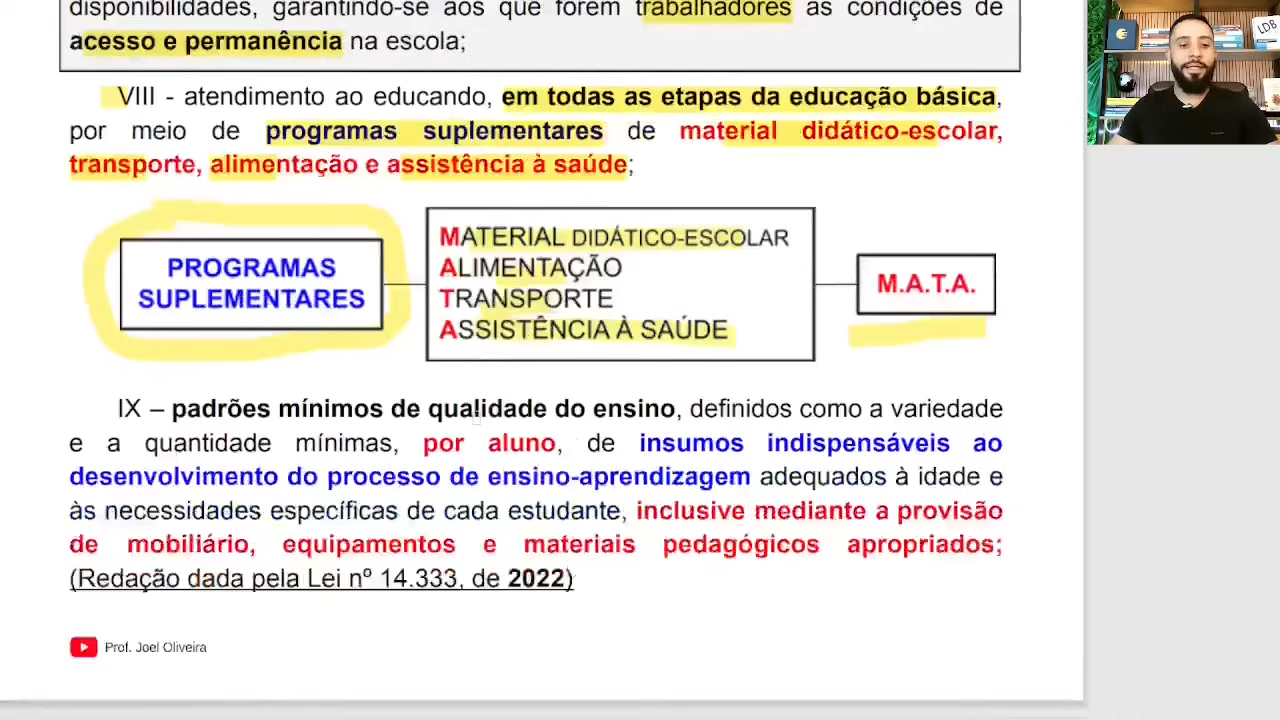 disponibilidades, garantindo-se aos que forem trabalhadores as condições de
acesso e permanência na escola;
VIII - atendimento ao educando, em todas as etapas da educação básica,
por meio de programas suplementares de material didático-escolar,
transporte, alimentação e assistência à saúde;
PROGRAMAS
SUPLEMENTARES
MATERIAL DIDÁTICO-ESCOLAR
ALIMENTAÇÃO
TRANSPORTE
ASSISTÊNCIA À SAÚDE
M.A.T.A.
IX – padrões mínimos de qualidade do ensino, definidos como a variedade
e a quantidade mínimas, por aluno, de insumos indispensáveis ao
desenvolvimento do processo de ensino-aprendizagem adequados à idade e
às necessidades específicas de cada estudante, inclusive mediante a provisão
de mobiliário, equipamentos e materiais pedagógicos apropriados;
(Redação dada pela Lei nº 14.333, de 2022)
Prof. Joel Oliveira
LDB